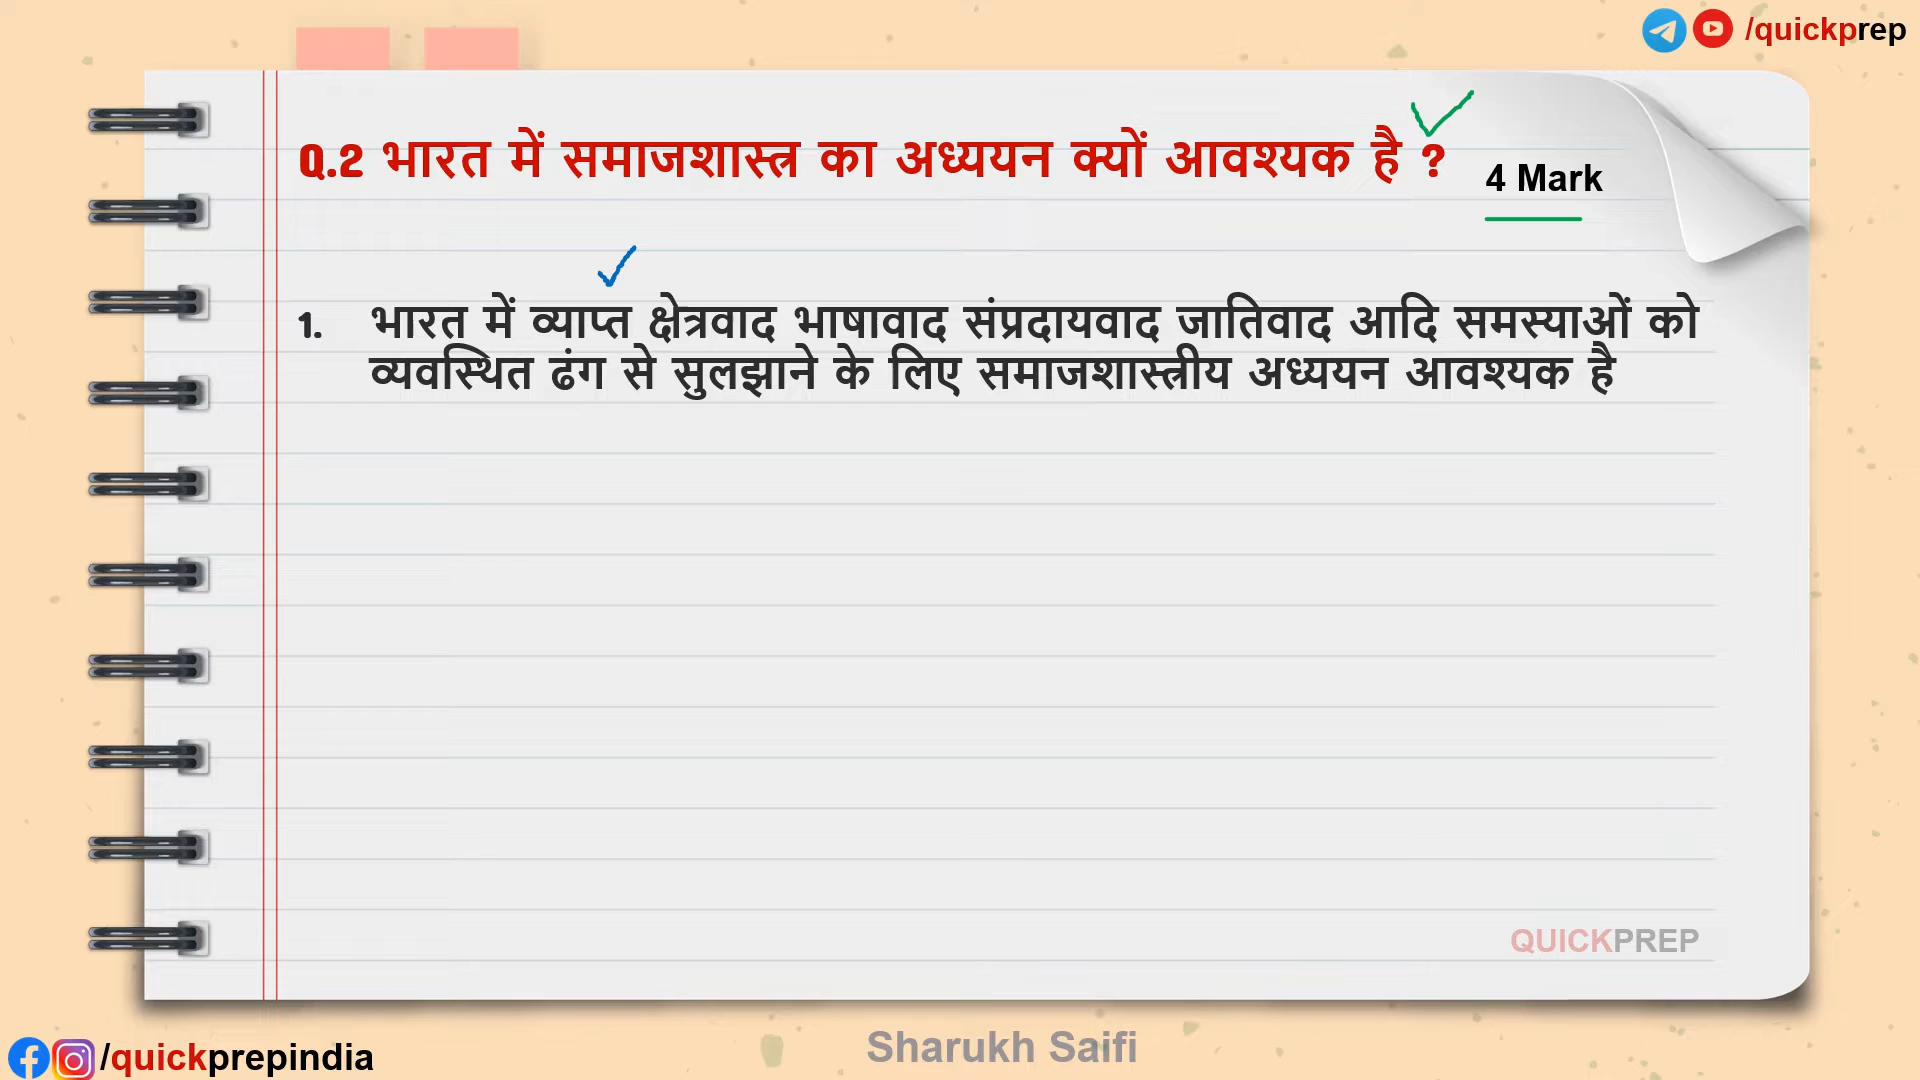 /quickprep
Q.2 भारत में समाजशास्त्र का अध्ययन क्यों आवश्यक है ?
4 Mark
1. भारत में व्याप्त क्षेत्रवाद भाषावाद संप्रदायवाद जातिवाद आदि समस्याओं को
व्यवस्थित ढंग से सुलझाने के लिए समाजशास्त्रीय अध्ययन आवश्यक है
QUICKPREP
Sharukh Saifi
/quickprepindia